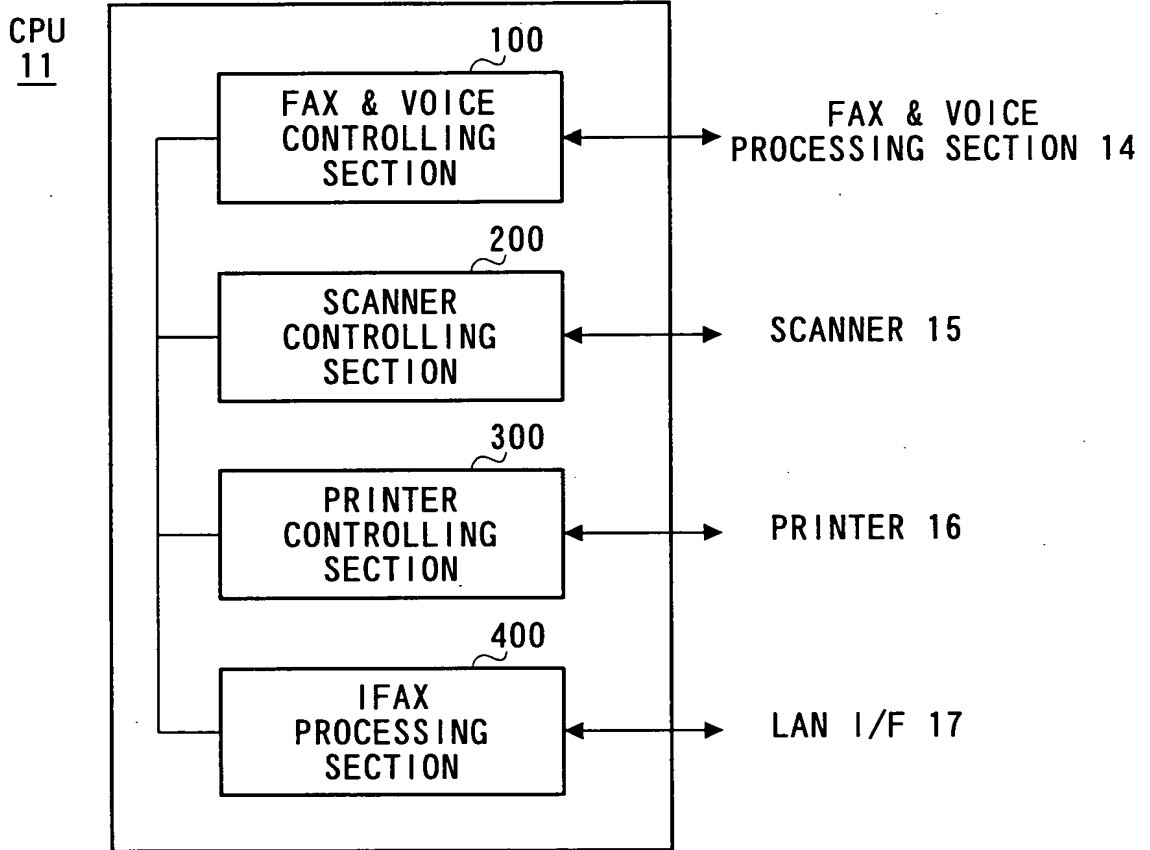 CPU
11
100
FAX & VOICE
CONTROLLING
SECTION
FAX & VOICE
PROCESSING SECTION 14
200
SCANNER
CONTROLLING
SECTION
SCANNER 15
300
PRINTER
CONTROLLING
SECTION
PRINTER 16
400
IFAX
PROCESSING
SECTION
LAN I/F 17